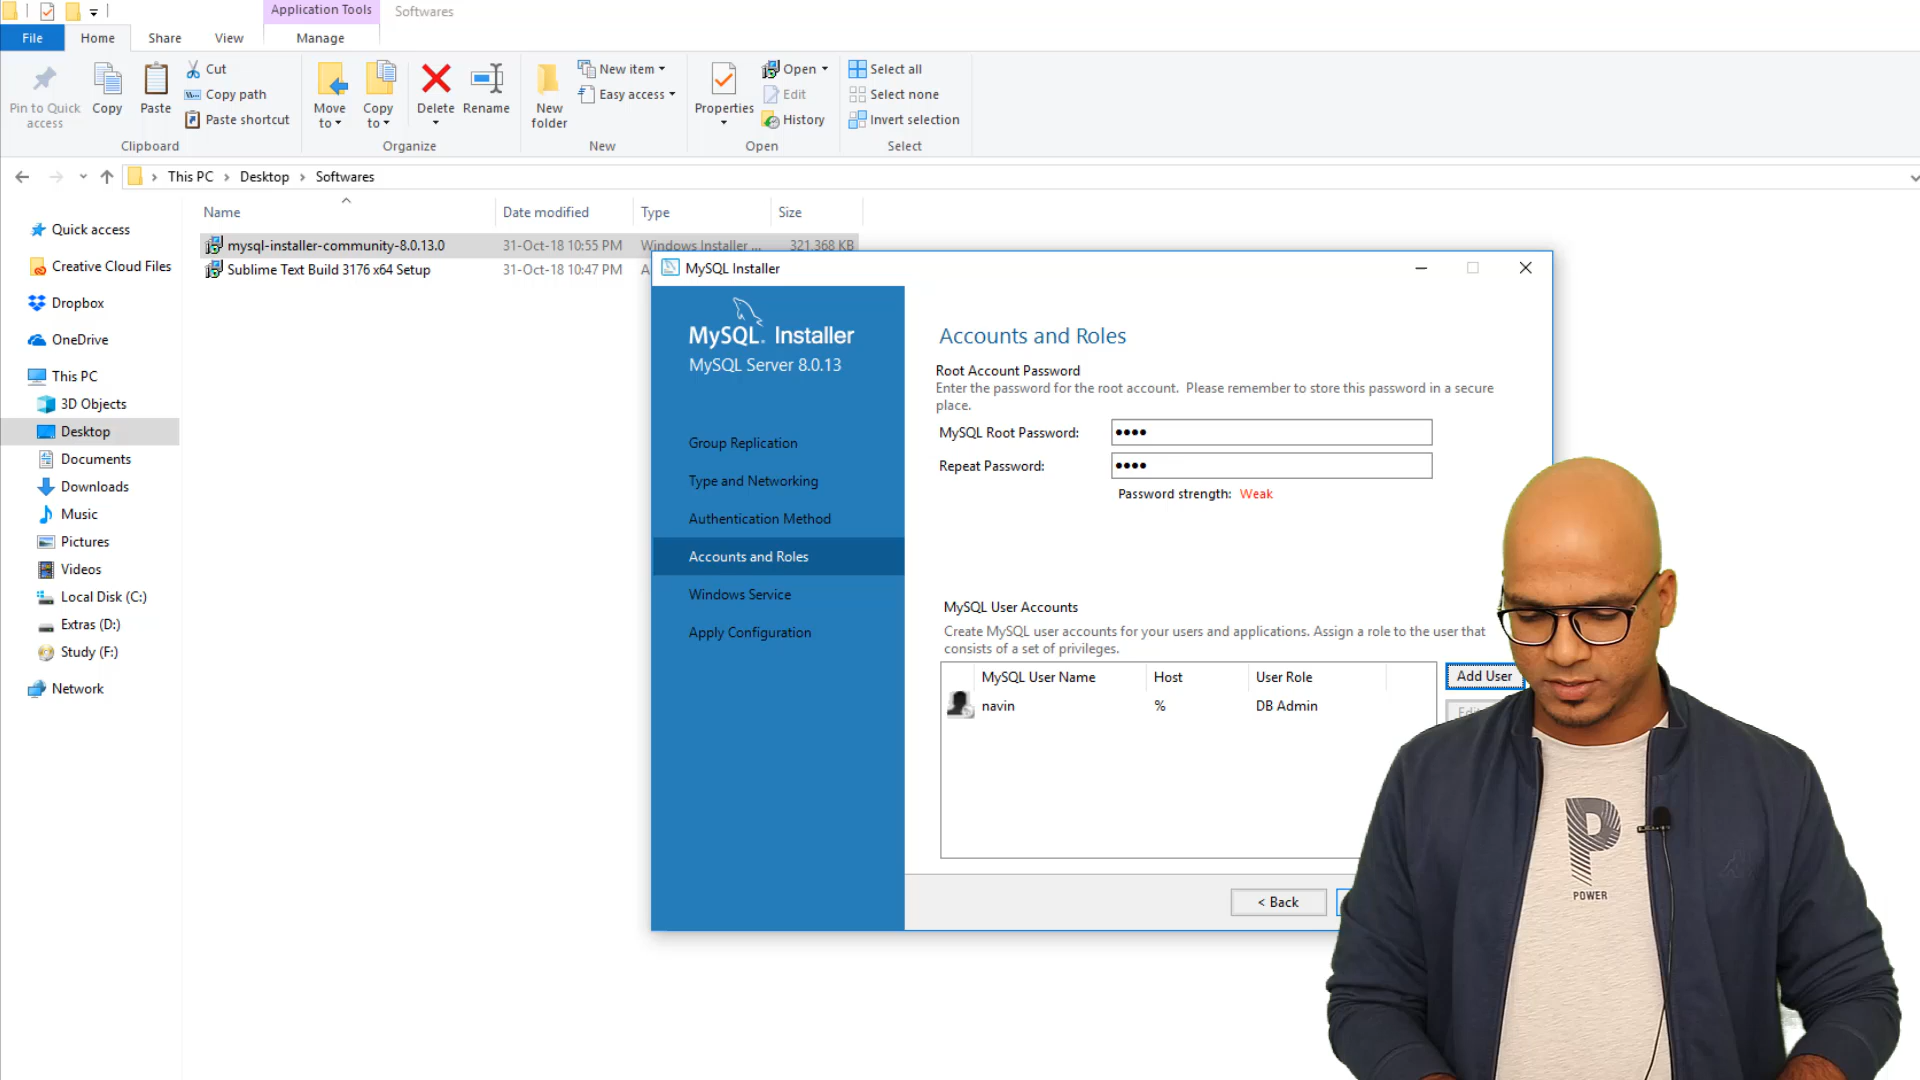 Application Tools
Softwares
File
Home
Share
View
Manage
Pin to Quick access
Copy
Paste
Cut
Copy path
Paste shortcut
Clipboard
Move to
Copy to
Delete
Rename
Organize
New folder
New item
Easy access
New
Properties
Open
Edit
History
Open
Select all
Select none
Invert selection
Select
This PC
Desktop
Softwares
Name
Date modified
Type
Size
mysql-installer-community-8.0.13.0
31-Oct-18 10:55 PM
Windows Installer ...
321,368 KB
Sublime Text Build 3176 x64 Setup
31-Oct-18 10:47 PM
A
Quick access
Creative Cloud Files
Dropbox
OneDrive
This PC
3D Objects
Desktop
Documents
Downloads
Music
Pictures
Videos
Local Disk (C:)
Extras (D:)
Study (F:)
Network
MySQL Installer
MySQL. Installer
MySQL Server 8.0.13
Group Replication
Type and Networking
Authentication Method
Accounts and Roles
Windows Service
Apply Configuration
Accounts and Roles
Root Account Password
Enter the password for the root account. Please remember to store this password in a secure
place.
MySQL Root Password: ●●●●
Repeat Password: ●●●●
Password strength: Weak
MySQL User Accounts
Create MySQL user accounts for your users and applications. Assign a role to the user that
consists of a set of privileges.
MySQL User Name
Host
User Role
Add User
navin
%
DB Admin
< Back
P
POWER